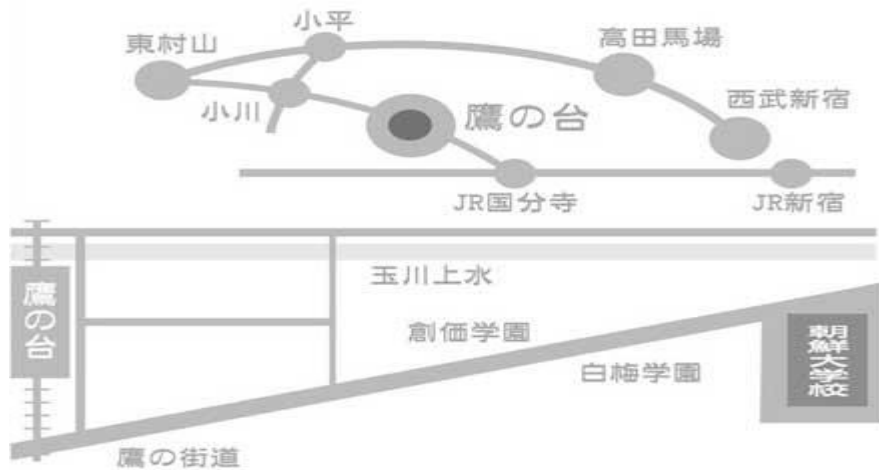 小平
東村山
高田馬場
小川
鷹の台
西武新宿
JR国分寺
JR新宿
玉川上水
鷹の台
創価学園
朝鮮大学校
白梅学園
鷹の街道